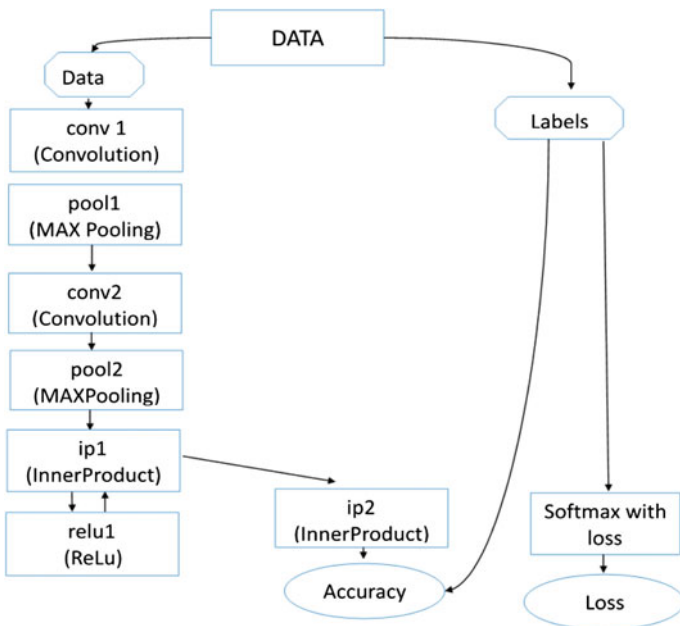 DATA
Data
Labels
conv 1
(Convolution)
pool1
(MAX Pooling)
conv2
(Convolution)
pool2
(MAXPooling)
ip1
(InnerProduct)
relu1
(ReLu)
ip2
(InnerProduct)
Accuracy
Softmax with
loss
Loss